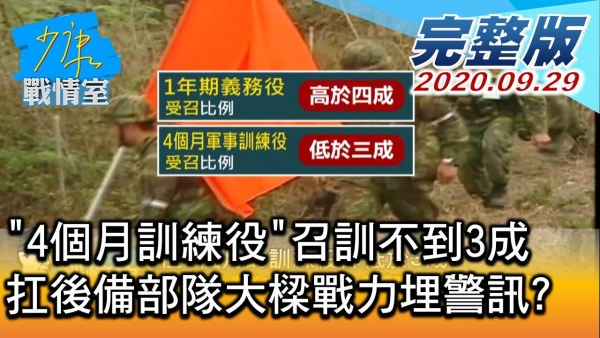 少康
戰情室
完整版
2020.09.29
1年期義務役
受召比例
高於四成
4個月軍事訓練役
受召比例
低於三成
"4個月訓練役"召訓不到3成
扛後備部隊大樑戰力埋警訊?